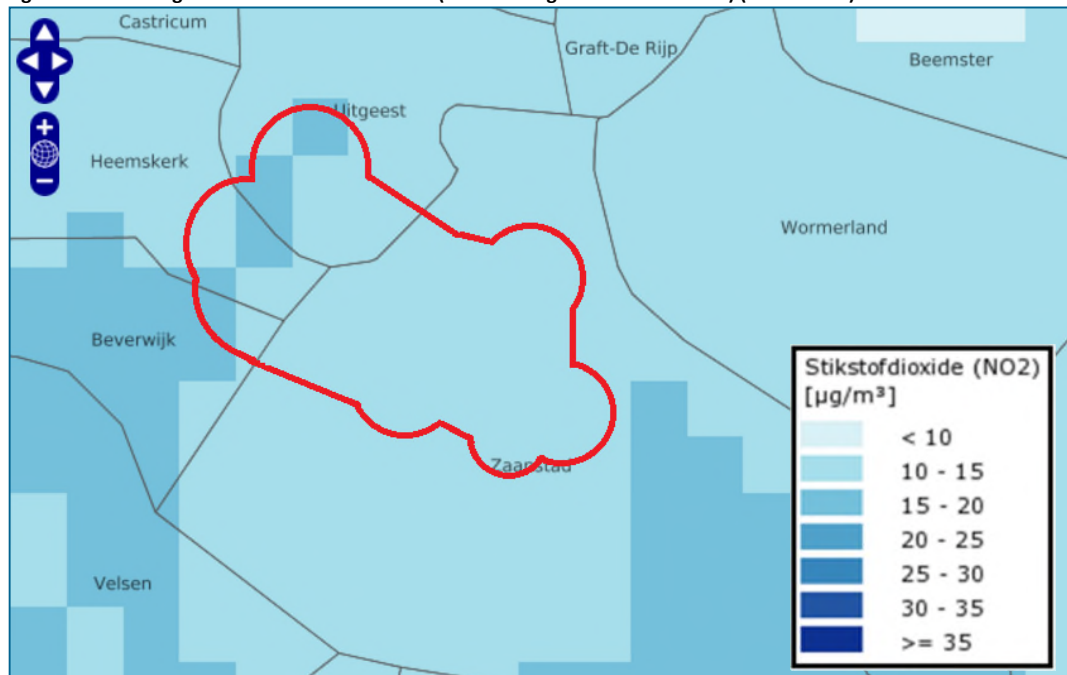 Castricum
Graft-De Rijp
Beemster
Uitgeest
Heemskerk
Wormerland
Beverwijk
Zaanstad
Velsen
Stikstofdioxide (NO2)
[µg/m³]
< 10
10 - 15
15 - 20
20 - 25
25 - 30
30 - 35
>= 35